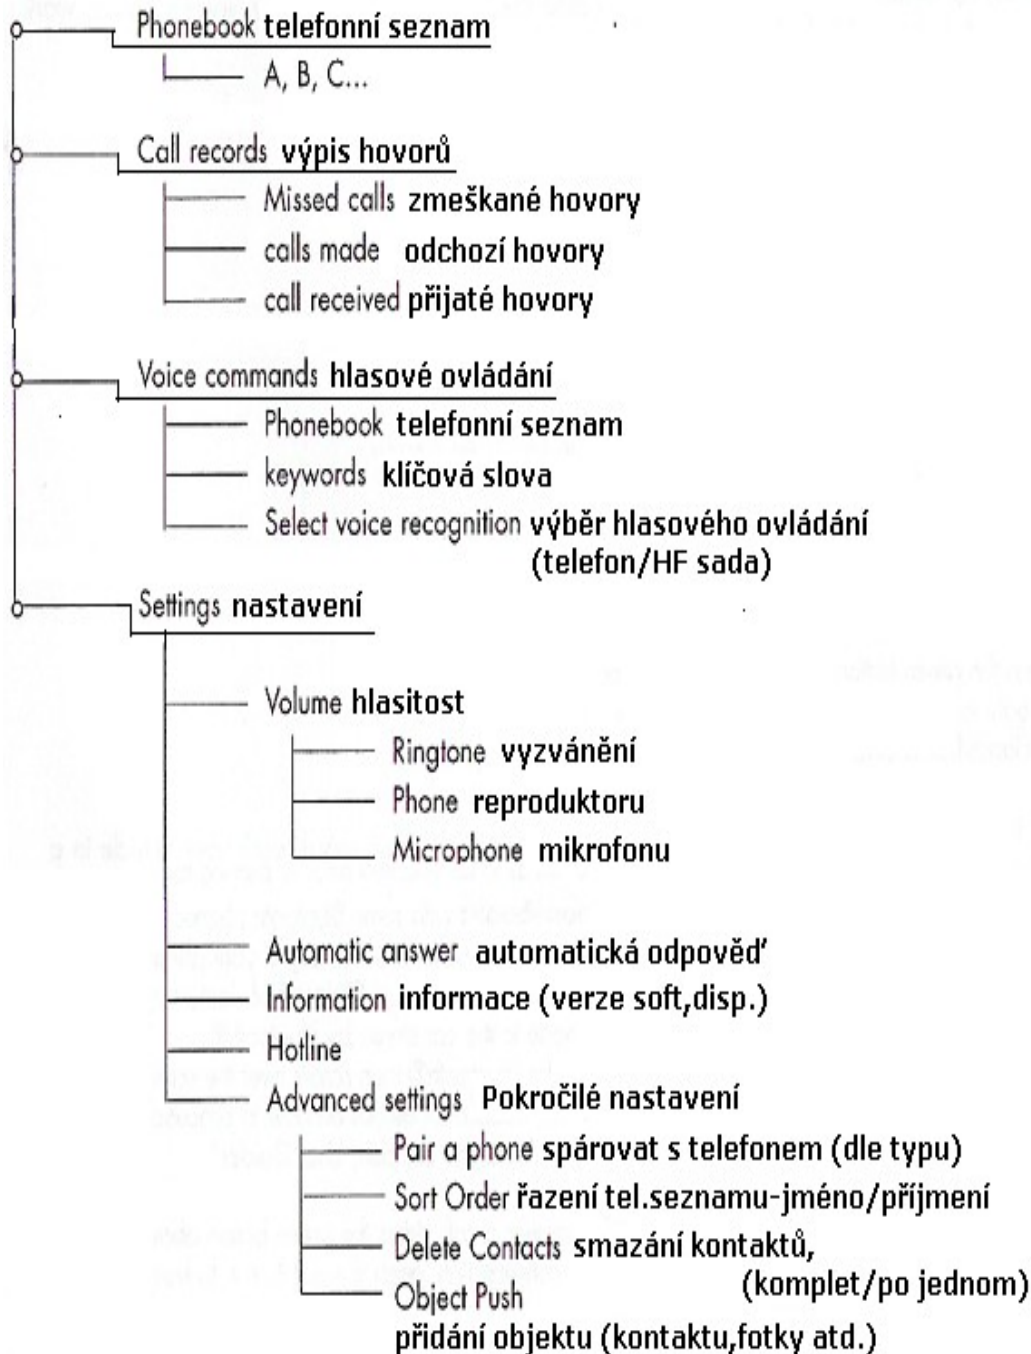 Phonebook telefonní seznam
A, B, C...
Call records výpis hovorů
Missed calls zmeškané hovory
calls made odchozí hovory
call received přijaté hovory
Voice commands hlasové ovládání
Phonebook telefonní seznam
keywords klíčová slova
Select voice recognition výběr hlasového ovládání
(telefon/HF sada)
Settings nastavení
Volume hlasitost
Ringtone vyzvánění
Phone reproduktoru
Microphone mikrofonu
Automatic answer automatická odpověď
Information informace (verze soft,disp.)
Hotline
Advanced settings Pokročilé nastavení
Pair a phone spárovat s telefonem (dle typu)
Sort Order řazení tel.seznamu-jméno/příjmení
Delete Contacts smazání kontaktů,
(komplet/po jednom)
Object Push
přidání objektu (kontaktu,fotky atd.)